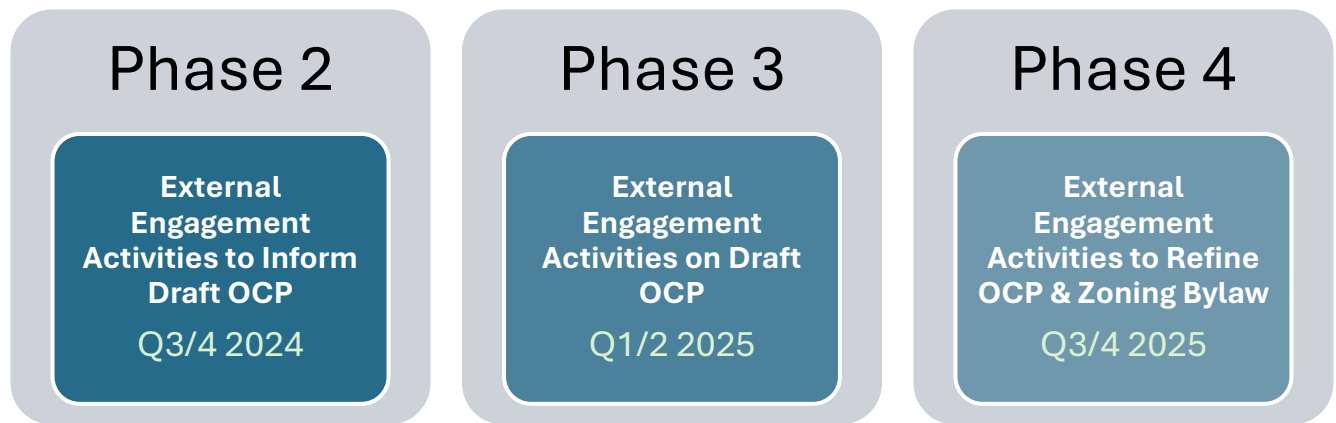 Phase 2
External
Engagement
Activities to Inform
Draft OCP
Q3/4 2024
Phase 3
External
Engagement
Activities on Draft
OCP
Q1/2 2025
Phase 4
External
Engagement
Activities to Refine
OCP & Zoning Bylaw
Q3/4 2025